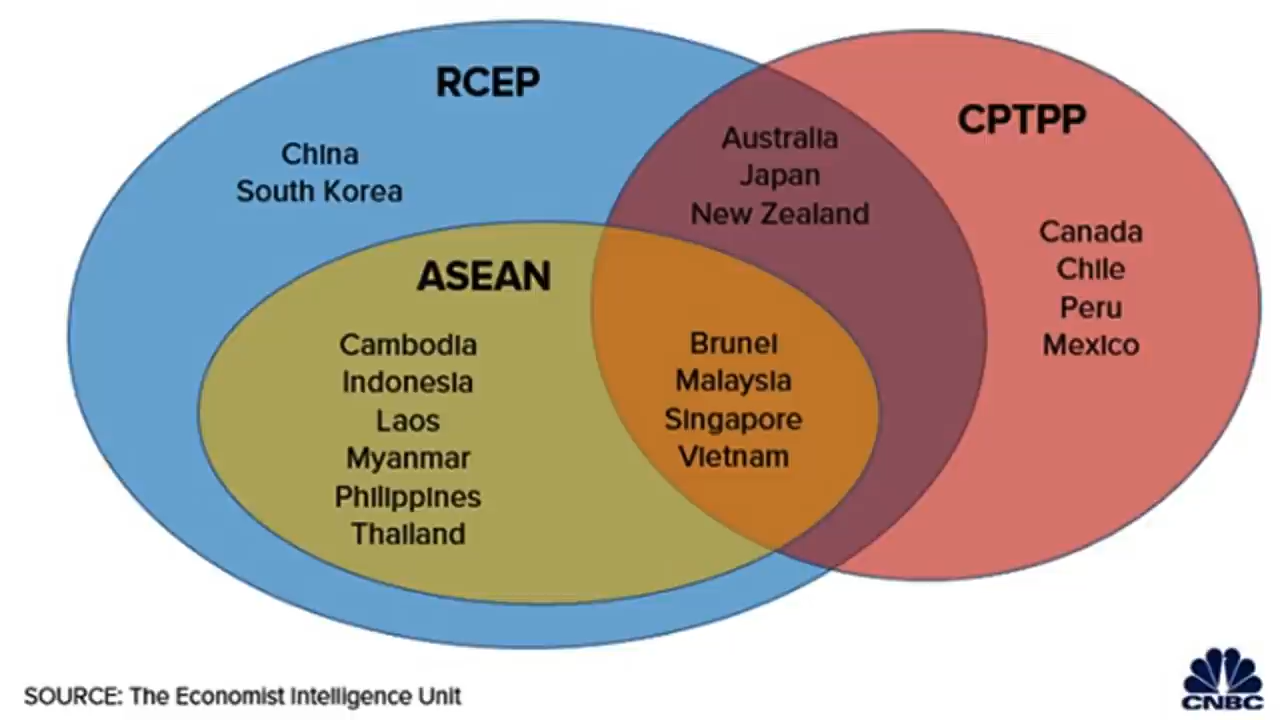 RCEP
China
South Korea
Australia
Japan
New Zealand
CPTPP
Canada
Chile
Peru
Mexico
ASEAN
Cambodia
Indonesia
Laos
Myanmar
Philippines
Thailand
Brunei
Malaysia
Singapore
Vietnam
SOURCE: The Economist Intelligence Unit
CNBC